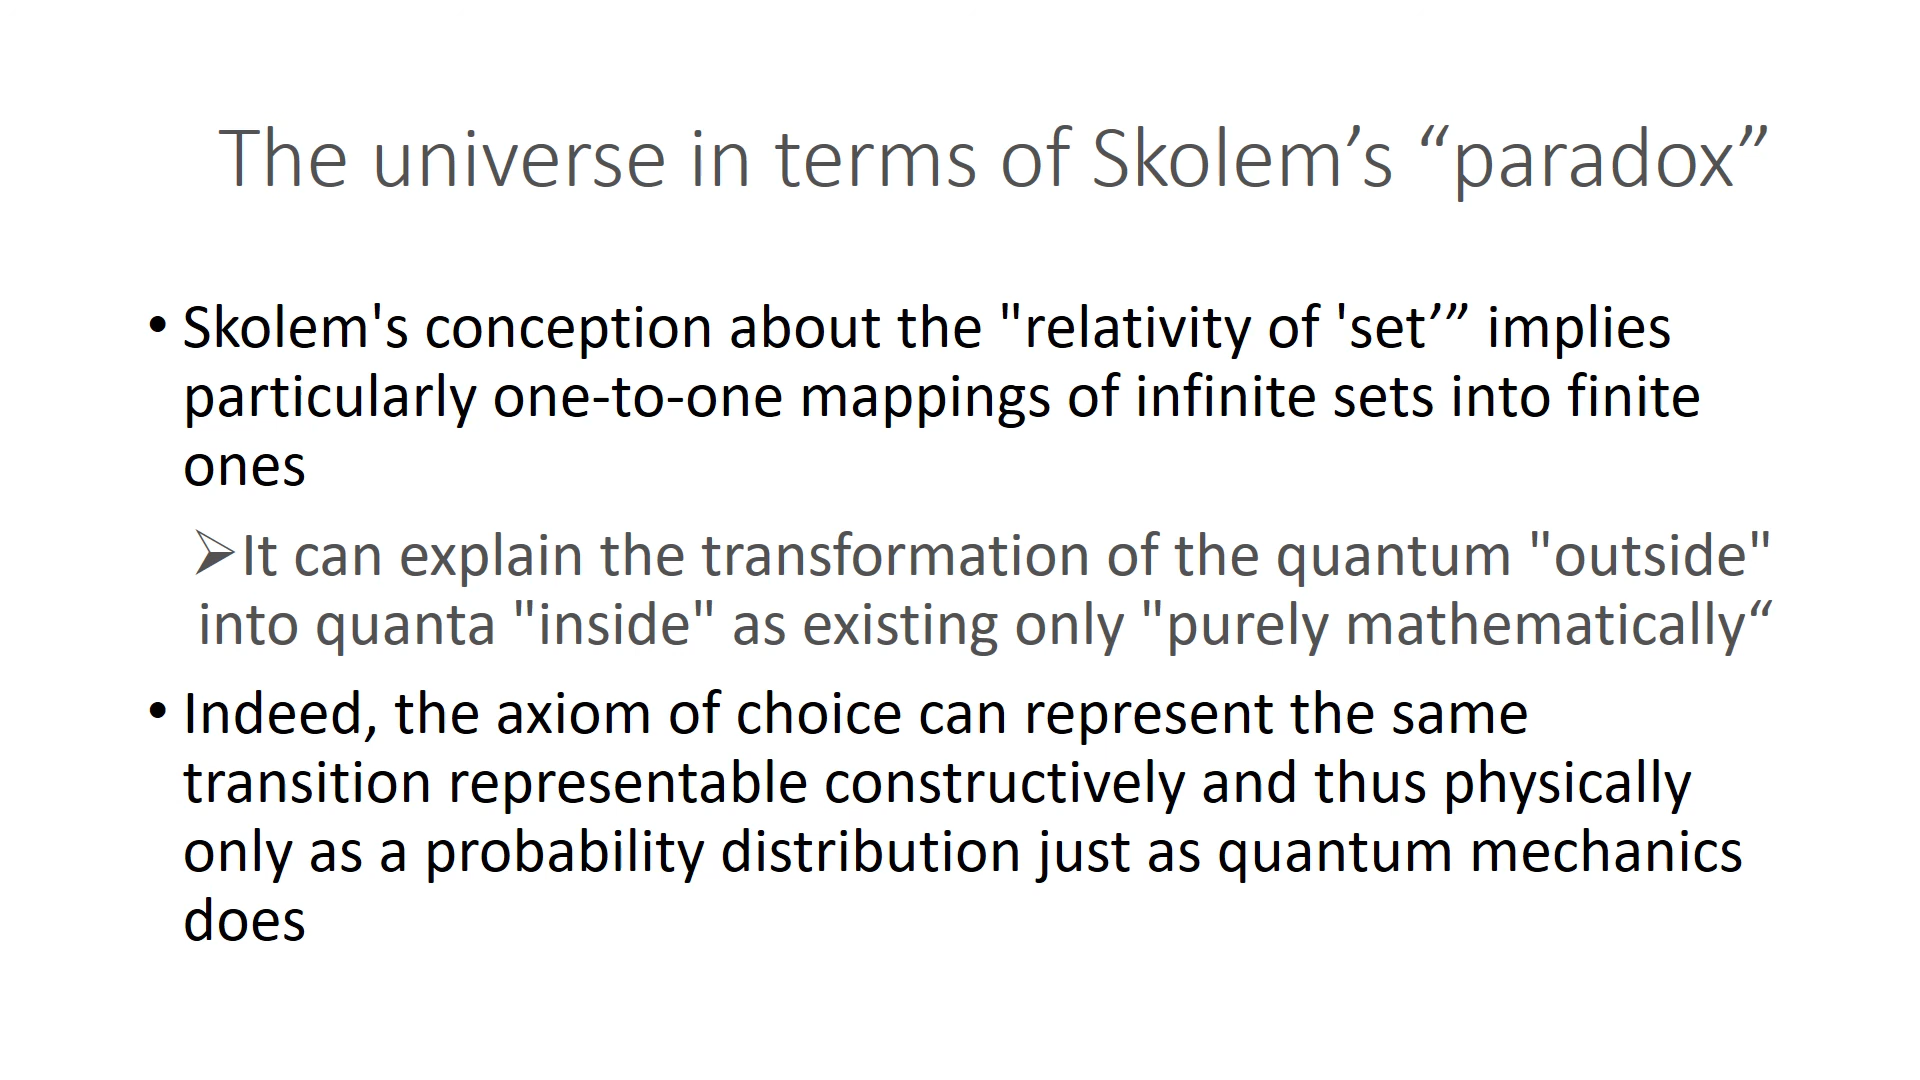 The universe in terms of Skolem’s “paradox”
• Skolem's conception about the "relativity of 'set’” implies
particularly one-to-one mappings of infinite sets into finite
ones
➢It can explain the transformation of the quantum "outside"
into quanta "inside" as existing only "purely mathematically“
• Indeed, the axiom of choice can represent the same
transition representable constructively and thus physically
only as a probability distribution just as quantum mechanics
does